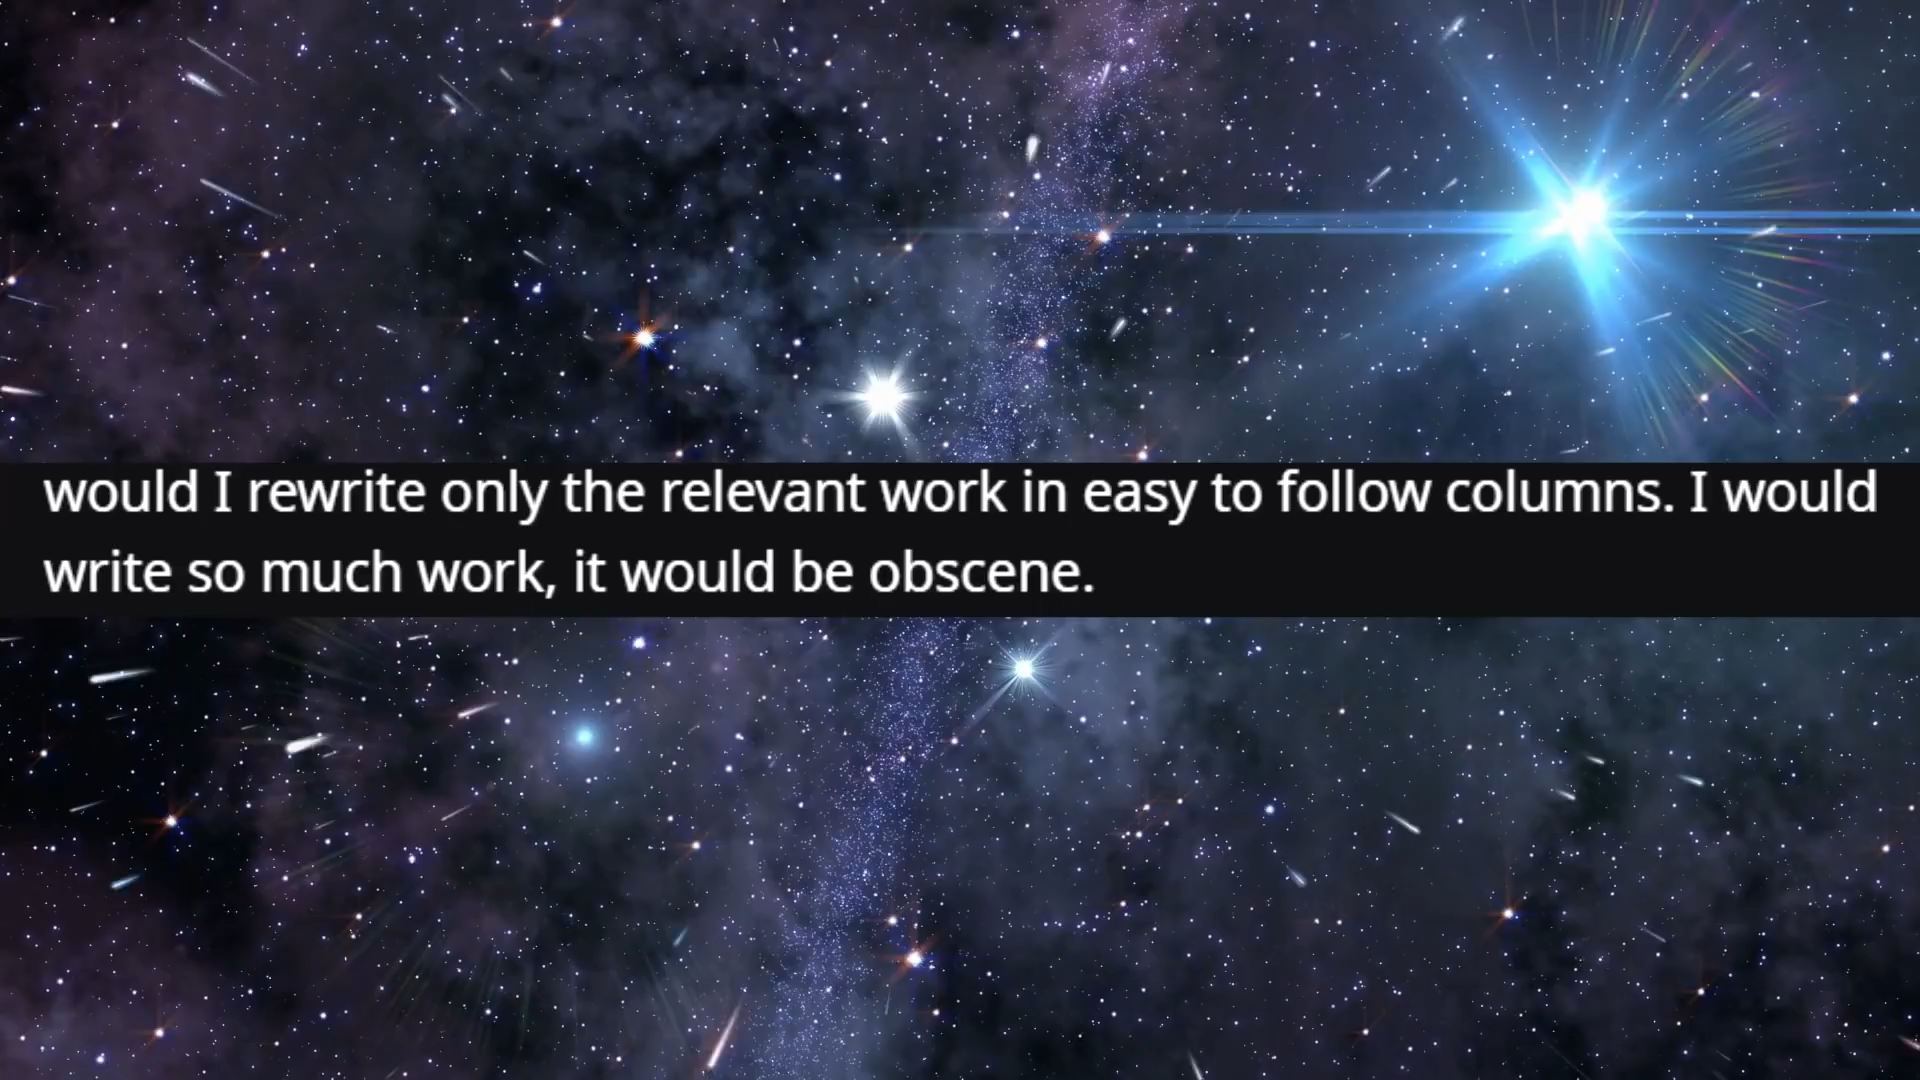 would I rewrite only the relevant work in easy to follow columns. I would
write so much work, it would be obscene.